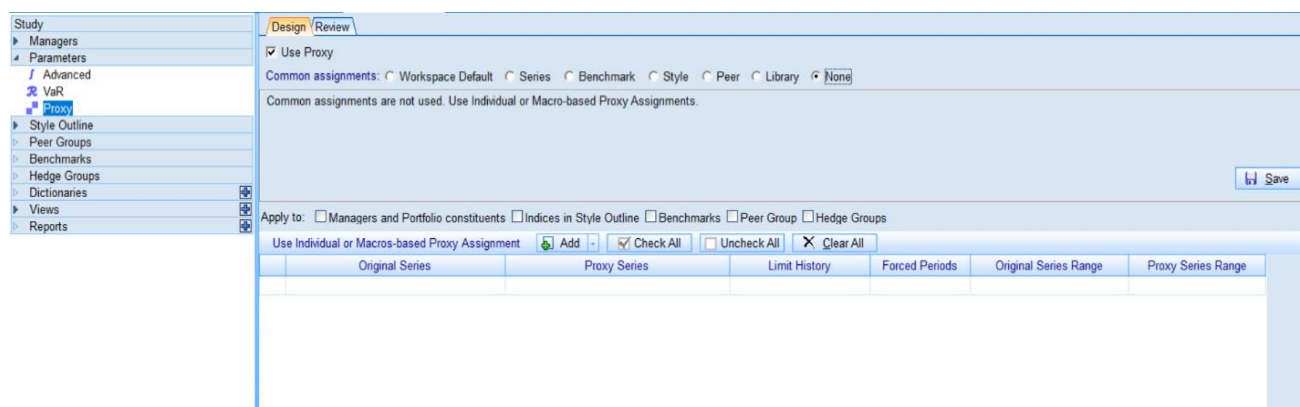 Study
Managers
Parameters
Advanced
VaR
Proxy
Style Outline
Peer Groups
Benchmarks
Hedge Groups
Dictionaries
Views
Reports
Design Review
Use Proxy
Common assignments: Workspace Default Series Benchmark Style Peer Library None
Common assignments are not used. Use Individual or Macro-based Proxy Assignments.
Save
Apply to: Managers and Portfolio constituents Indices in Style Outline Benchmarks Peer Group Hedge Groups
Use Individual or Macros-based Proxy Assignment Add Check All Uncheck All Clear All
Original Series Proxy Series Limit History Forced Periods Original Series Range Proxy Series Range